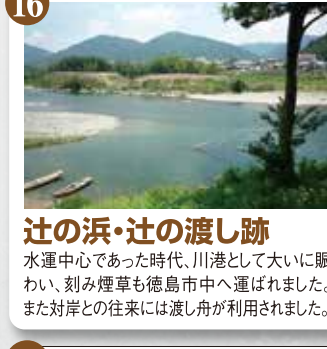 16
辻の浜・辻の渡し跡
水運中心であった時代、川港として大いに賑
わい、刻み煙草も徳島市中へ運ばれました。
また対岸との往来には渡し舟が利用されました。